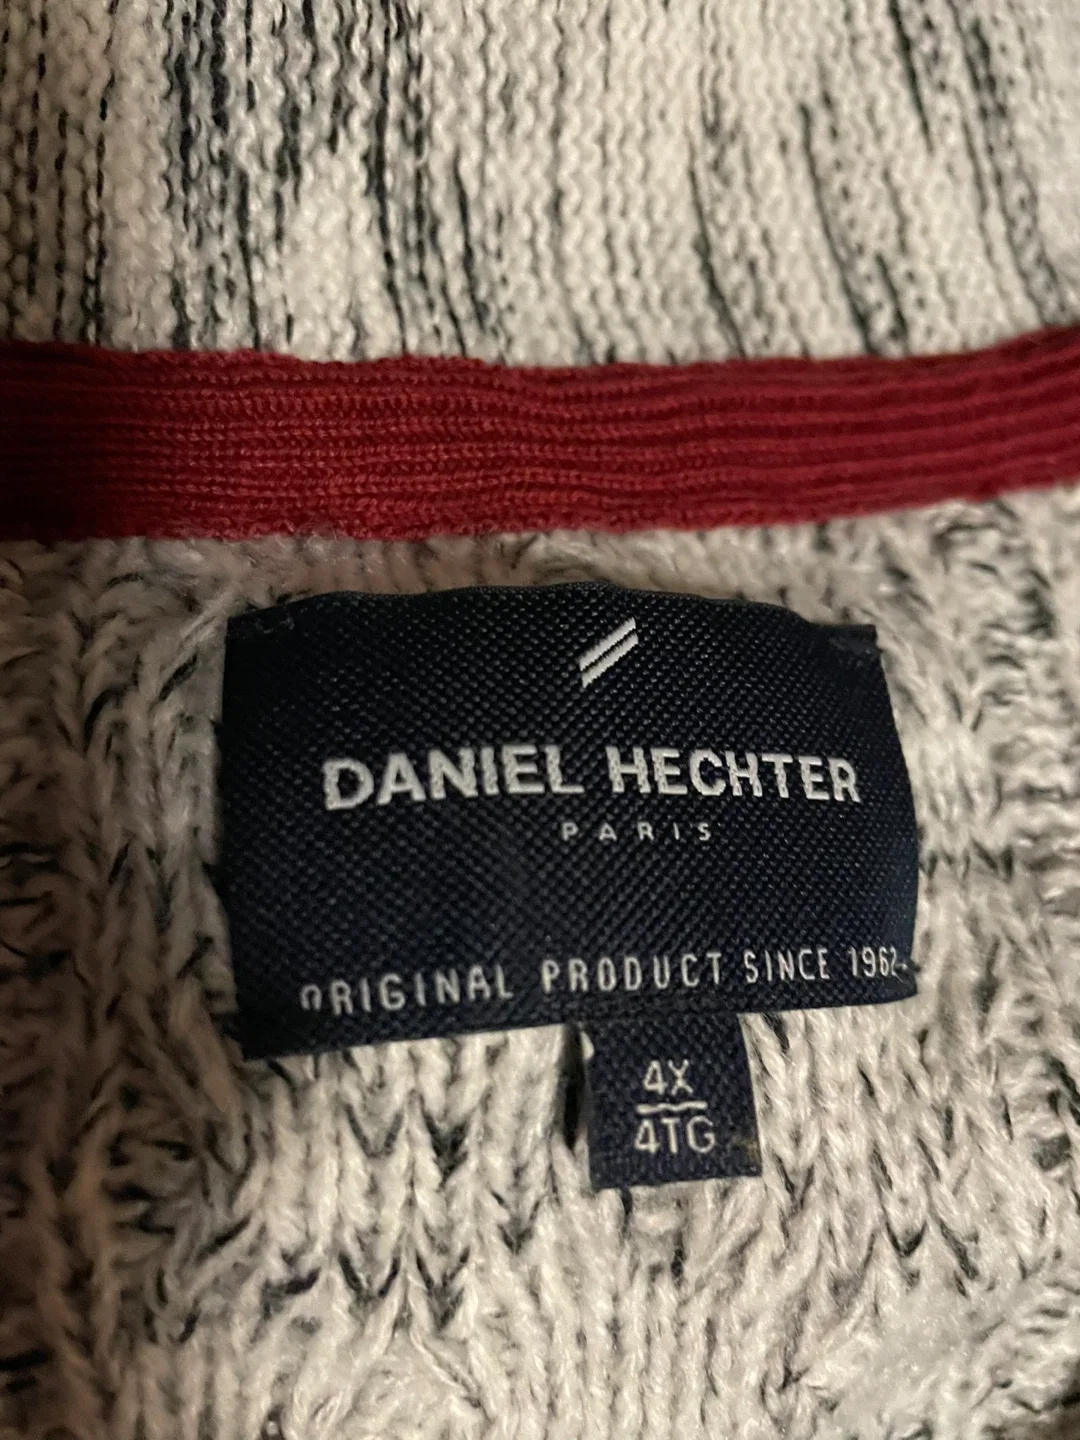 DANIEL HECHTER
PARIS
ORIGINAL PRODUCT SINCE 1962
4X
4TG